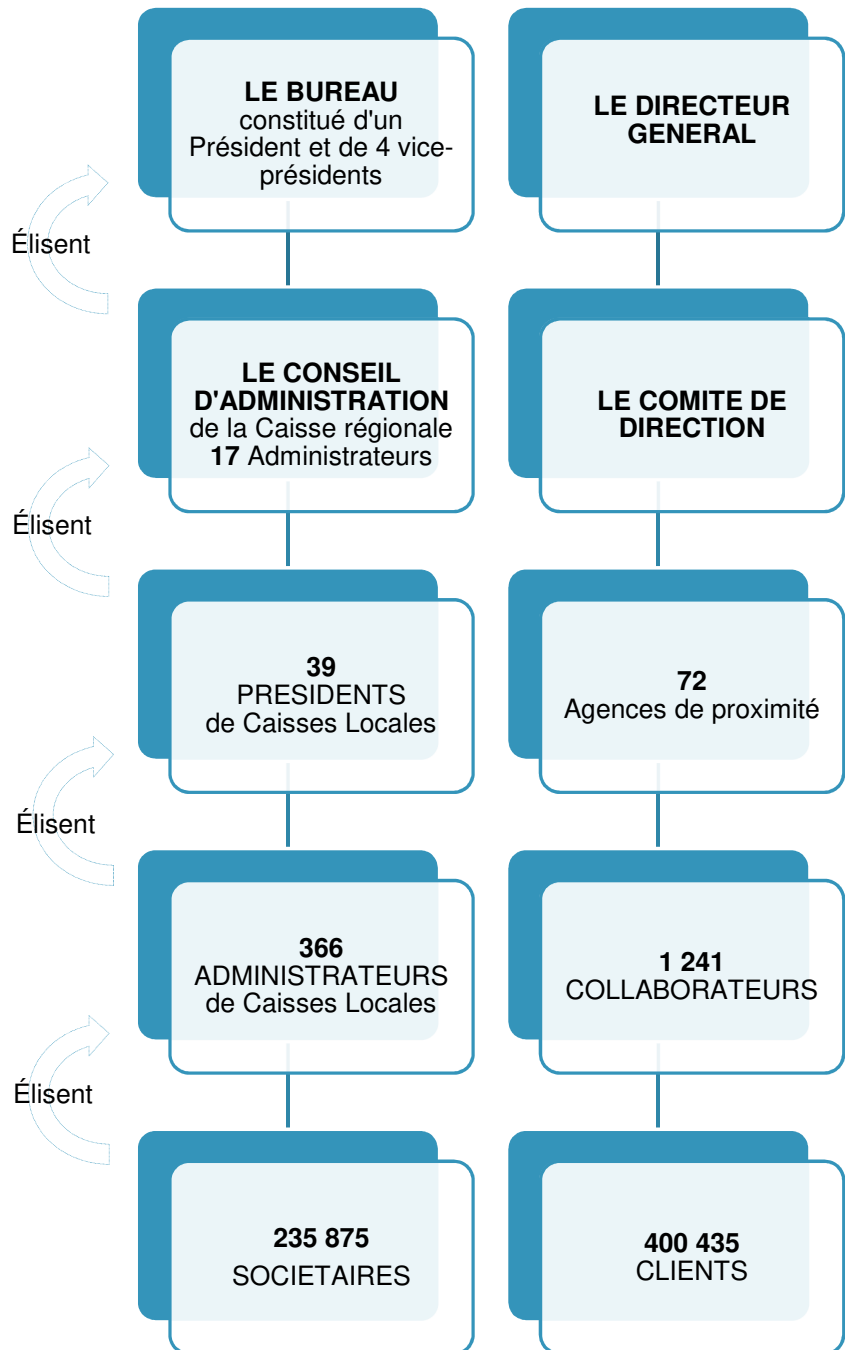 LE BUREAU
constitué d'un
Président et de 4 vice-
présidents
LE DIRECTEUR
GENERAL
Élisent
LE CONSEIL
D'ADMINISTRATION
de la Caisse régionale
17 Administrateurs
LE COMITE DE
DIRECTION
Élisent
39
PRESIDENTS
de Caisses Locales
72
Agences de proximité
Élisent
366
ADMINISTRATEURS
de Caisses Locales
1 241
COLLABORATEURS
Élisent
235 875
SOCIETAIRES
400 435
CLIENTS